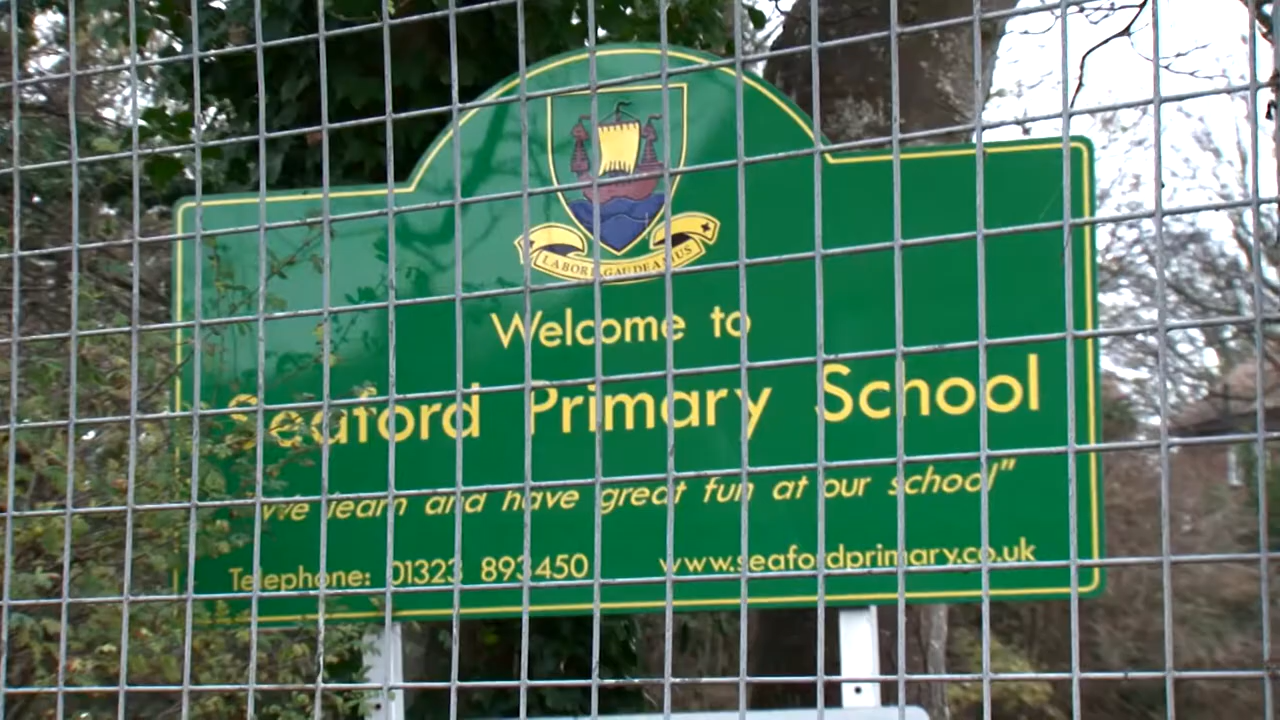 LABORE GAUDEAMUS
Welcome to
Seaford Primary School
"We learn and have great fun at our school"
Telephone: 01323 893450 www.seafordprimary.co.uk